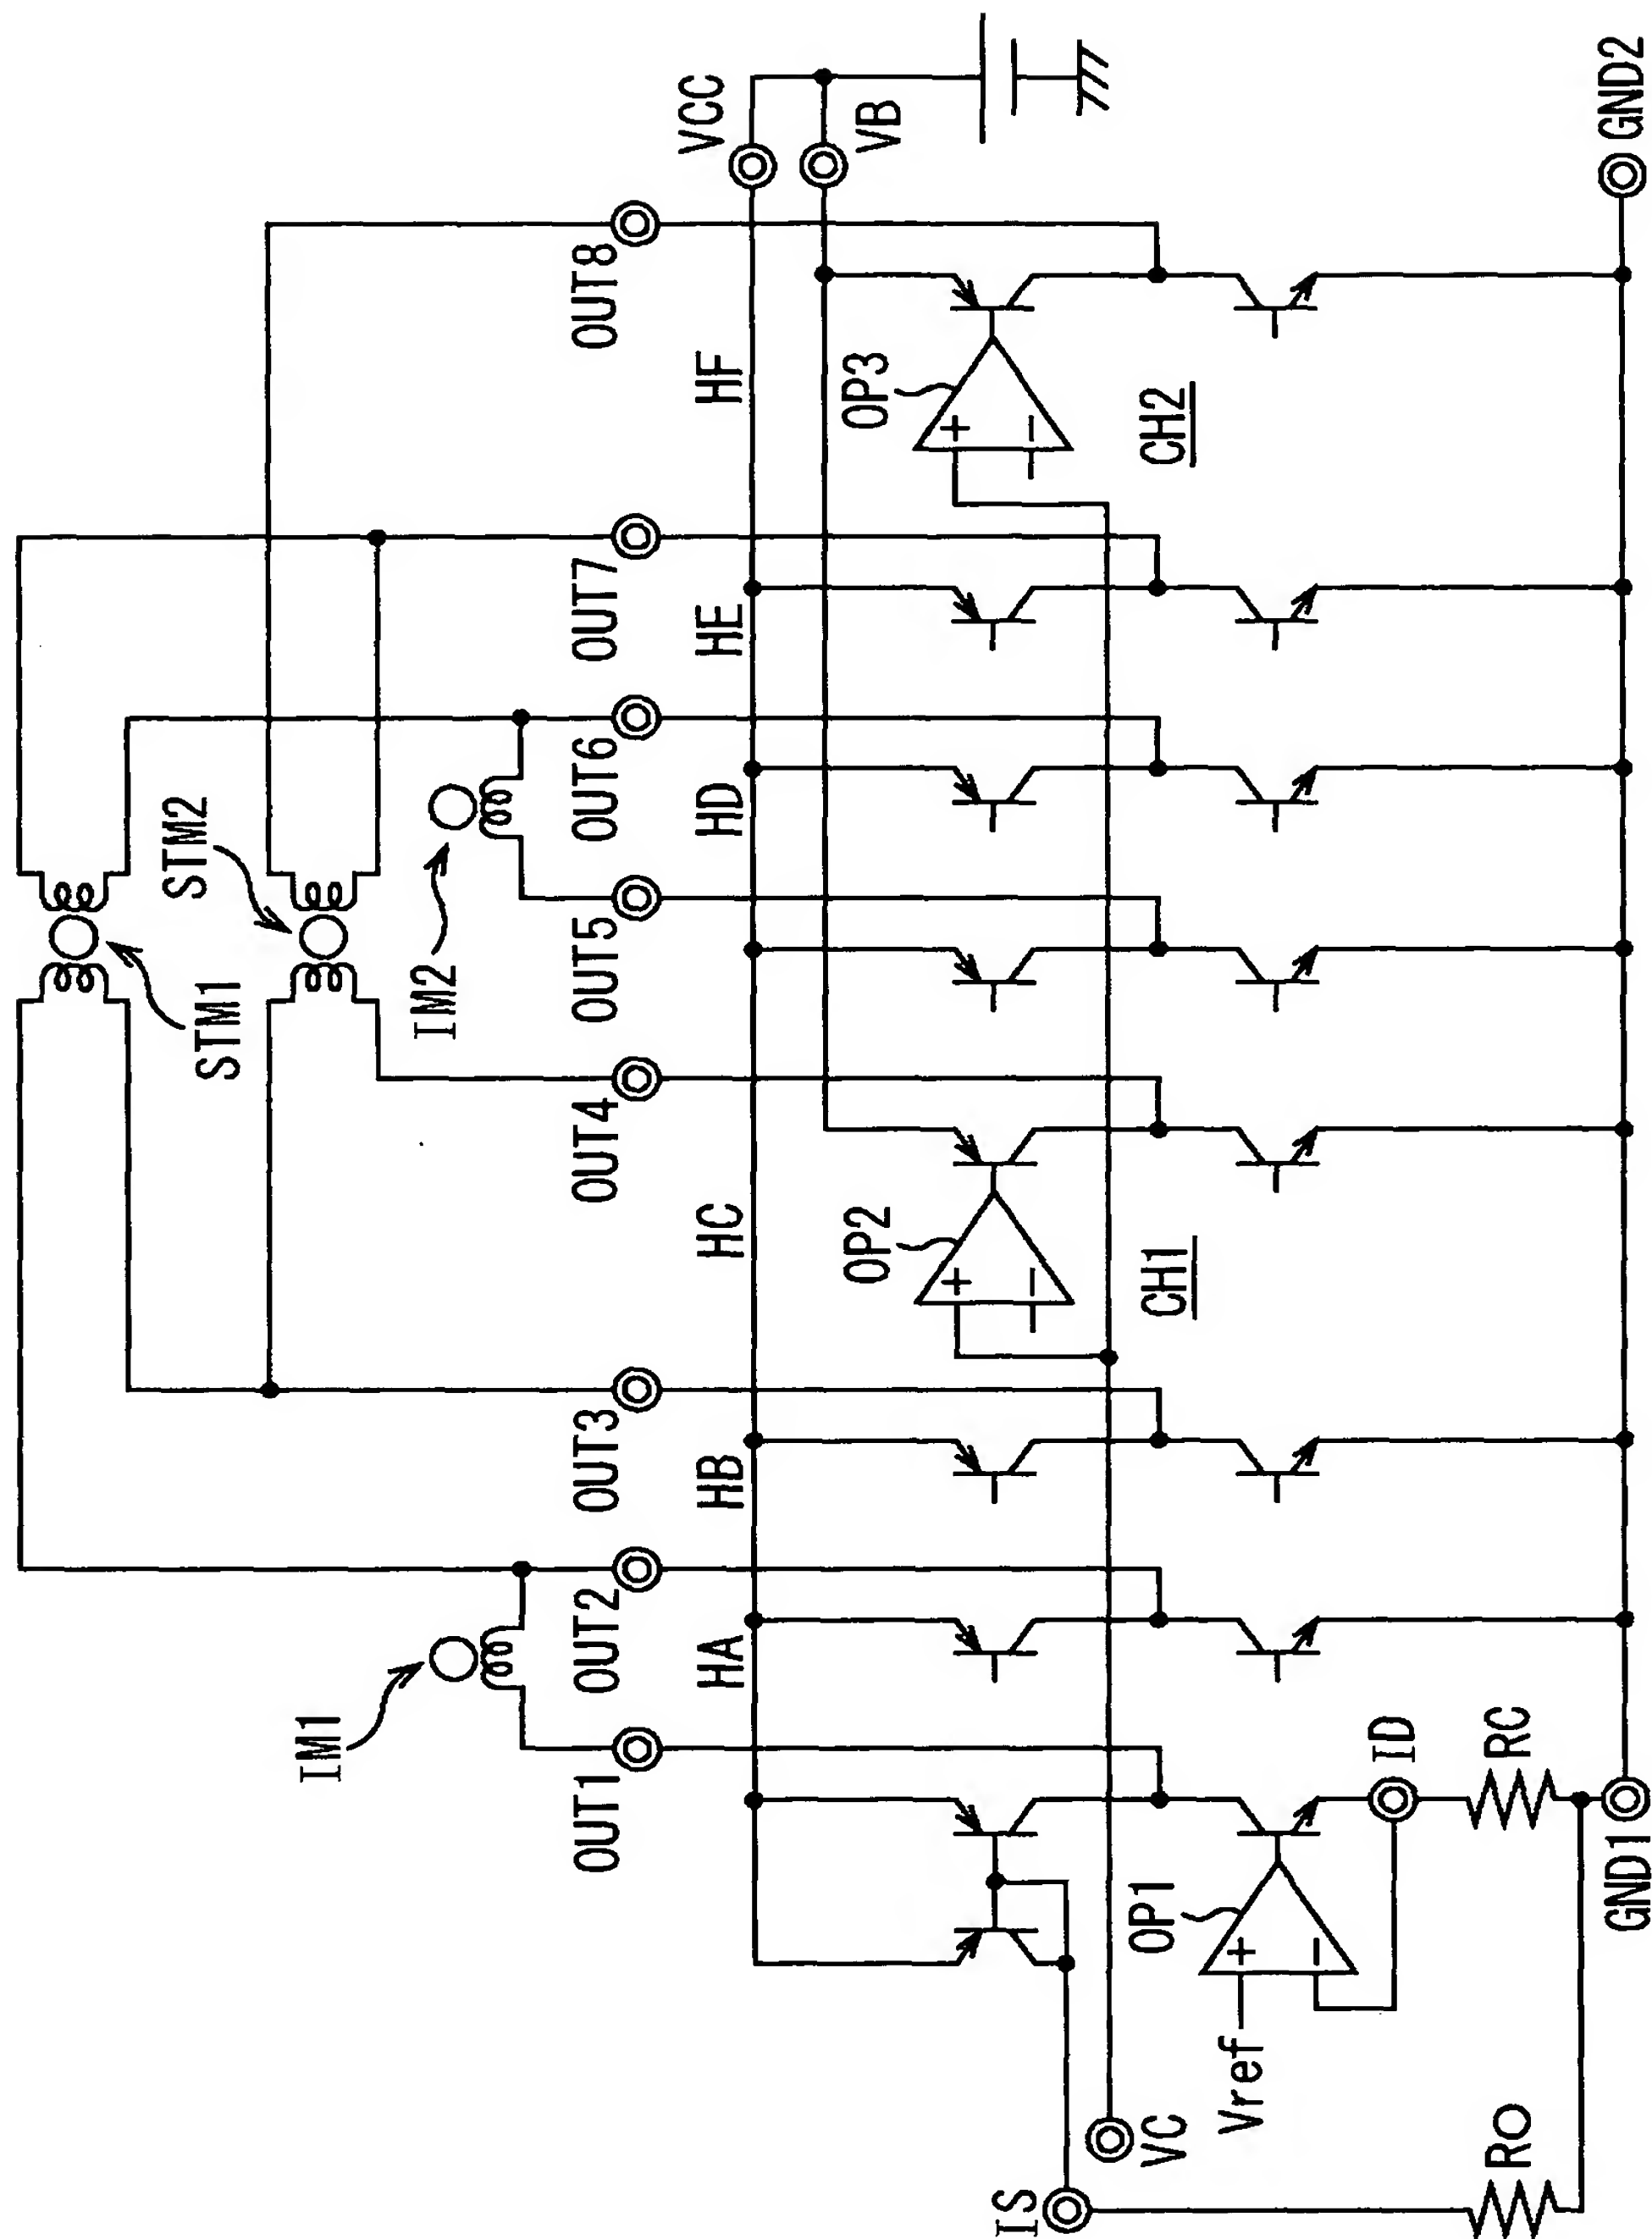 STM1
STM2
IM1
IM2
OUT1
OUT2
OUT3
OUT4
OUT5
OUT6
OUT7
OUT8
HA
HB
HC
HD
HE
HF
VCC
VB
OP2
OP3
CH1
CH2
IS
VC
Vref
OP1
+
−
+
−
+
−
ID
RO
RC
GND1
GND2